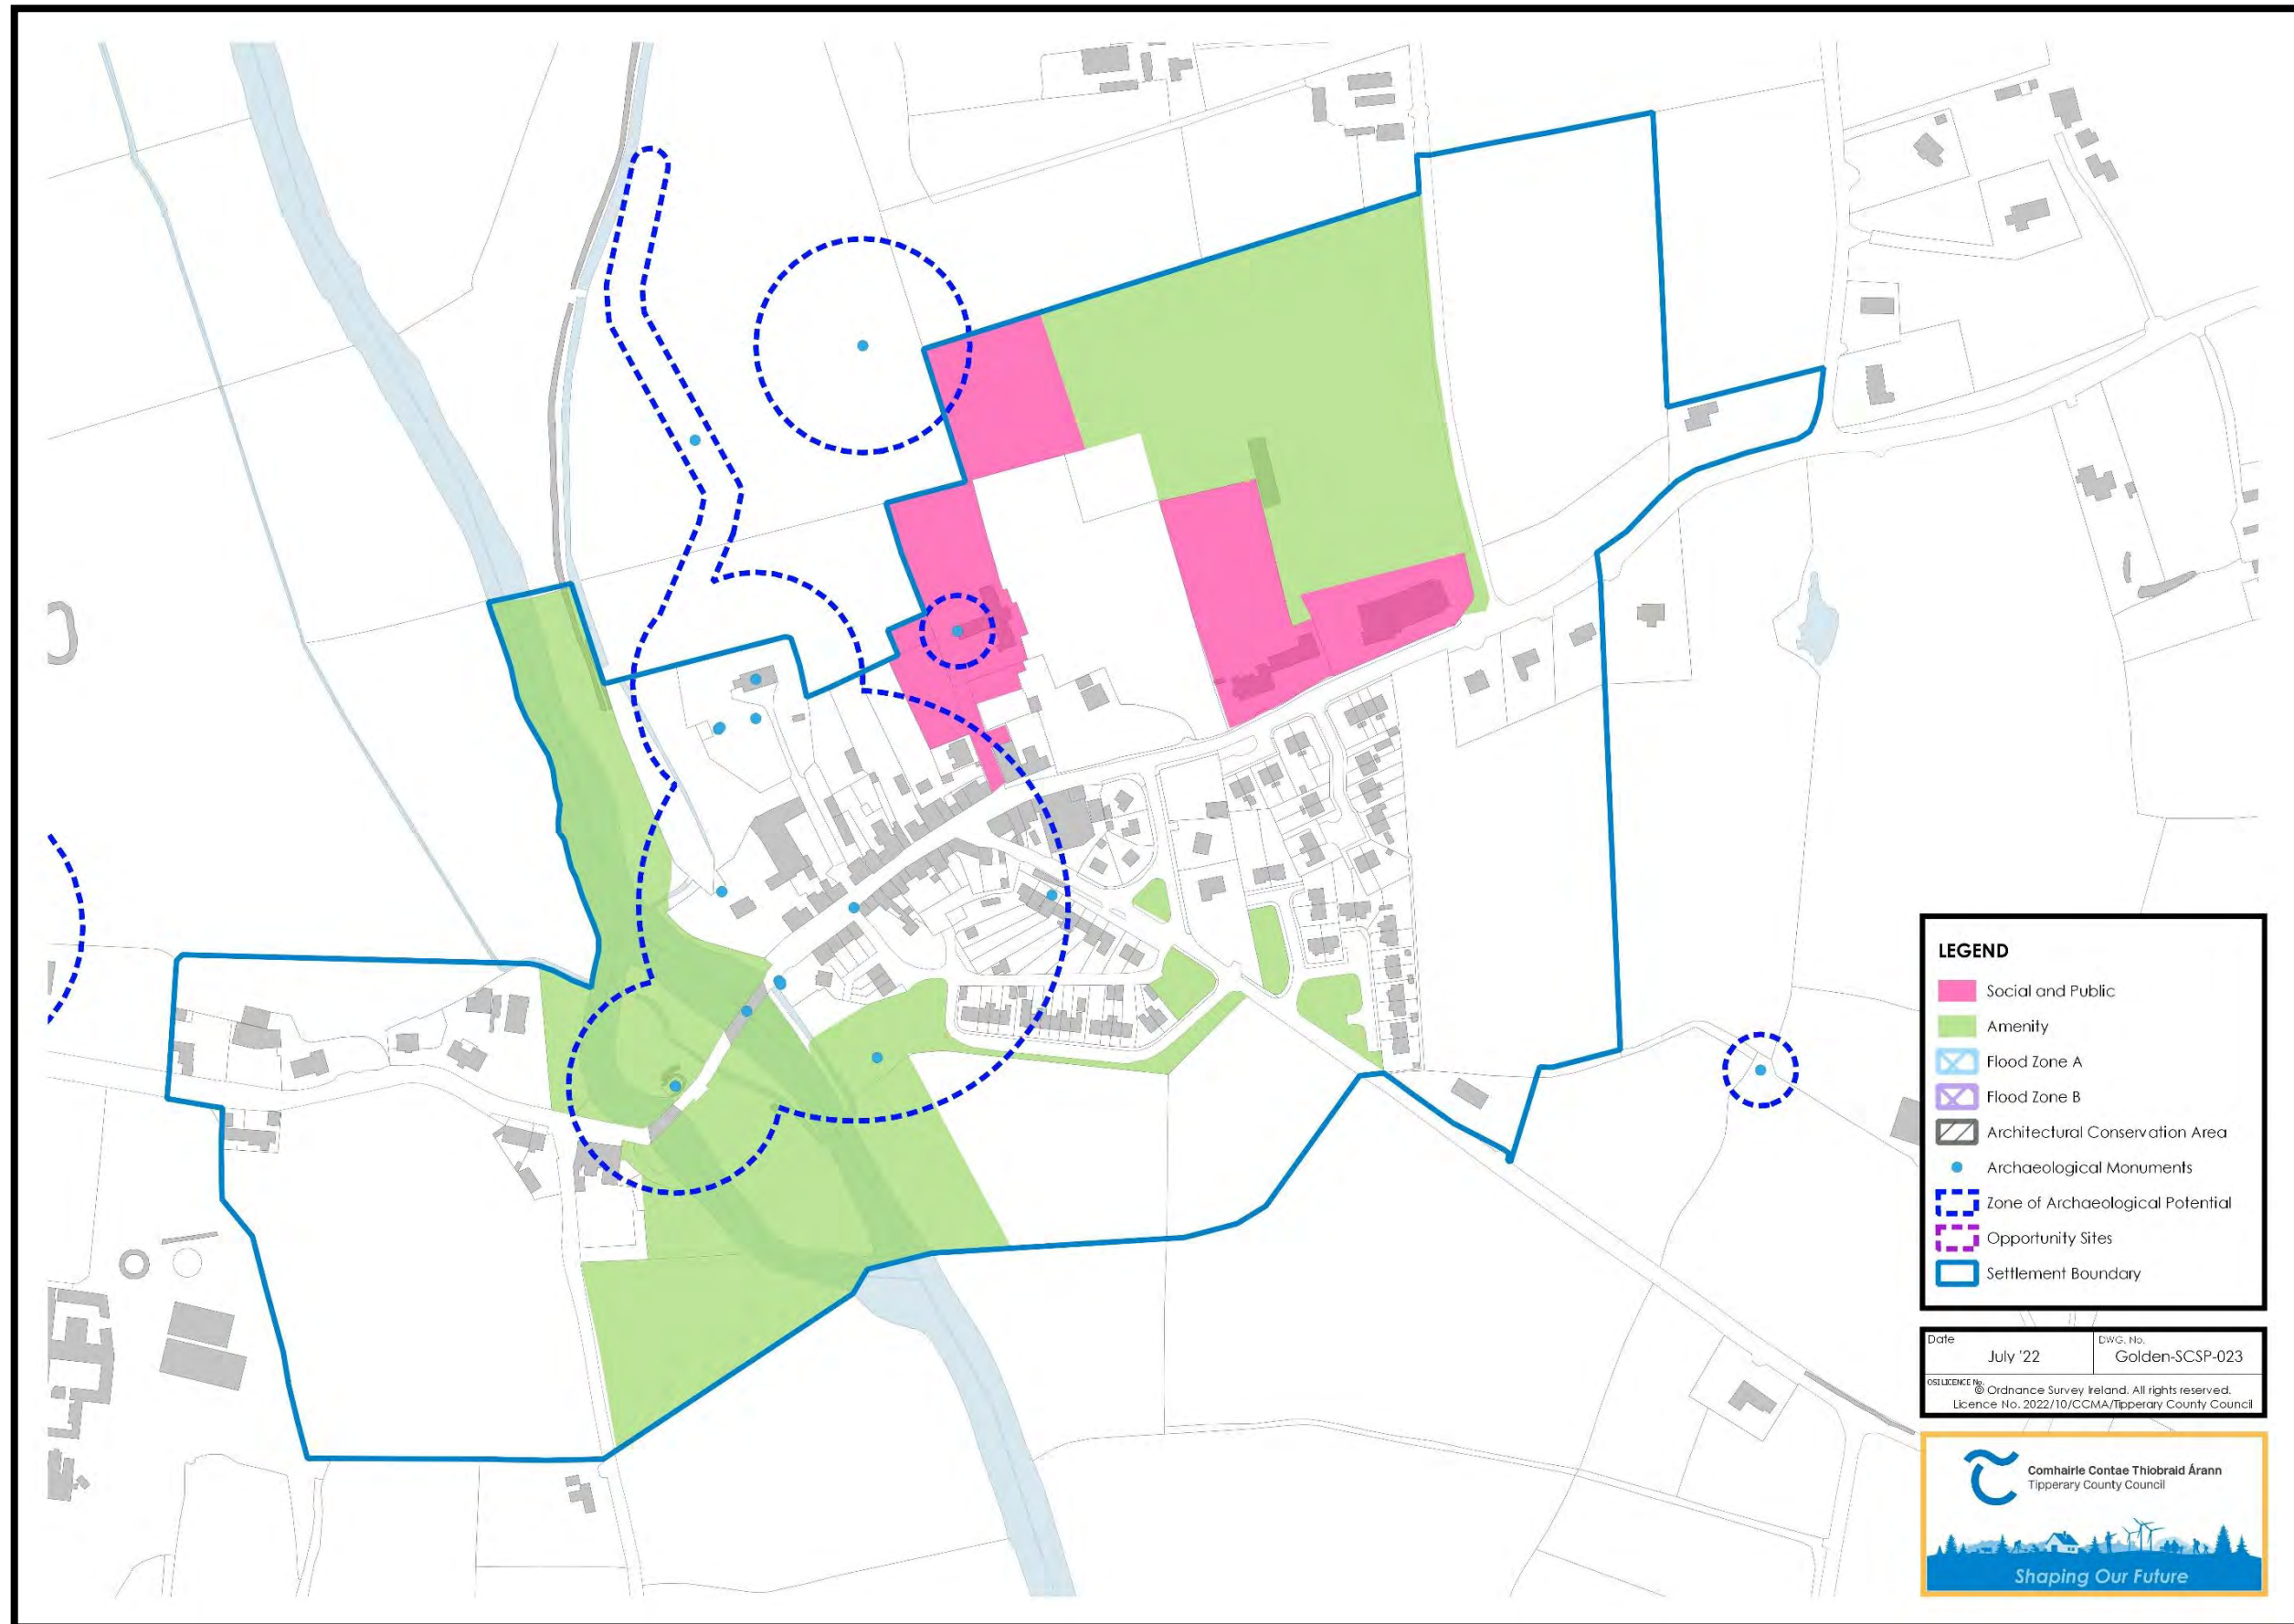 LEGEND
Social and Public
Amenity
Flood Zone A
Flood Zone B
Architectural Conservation Area
Archaeological Monuments
Zone of Archaeological Potential
Opportunity Sites
Settlement Boundary
Date
July '22
DWG. No.
Golden-SCSP-023
OSI LICENCE No.
© Ordnance Survey Ireland. All rights reserved.
Licence No. 2022/10/CCMA/Tipperary County Council
Comhairle Contae Thiobraid Árann
Tipperary County Council
Shaping Our Future